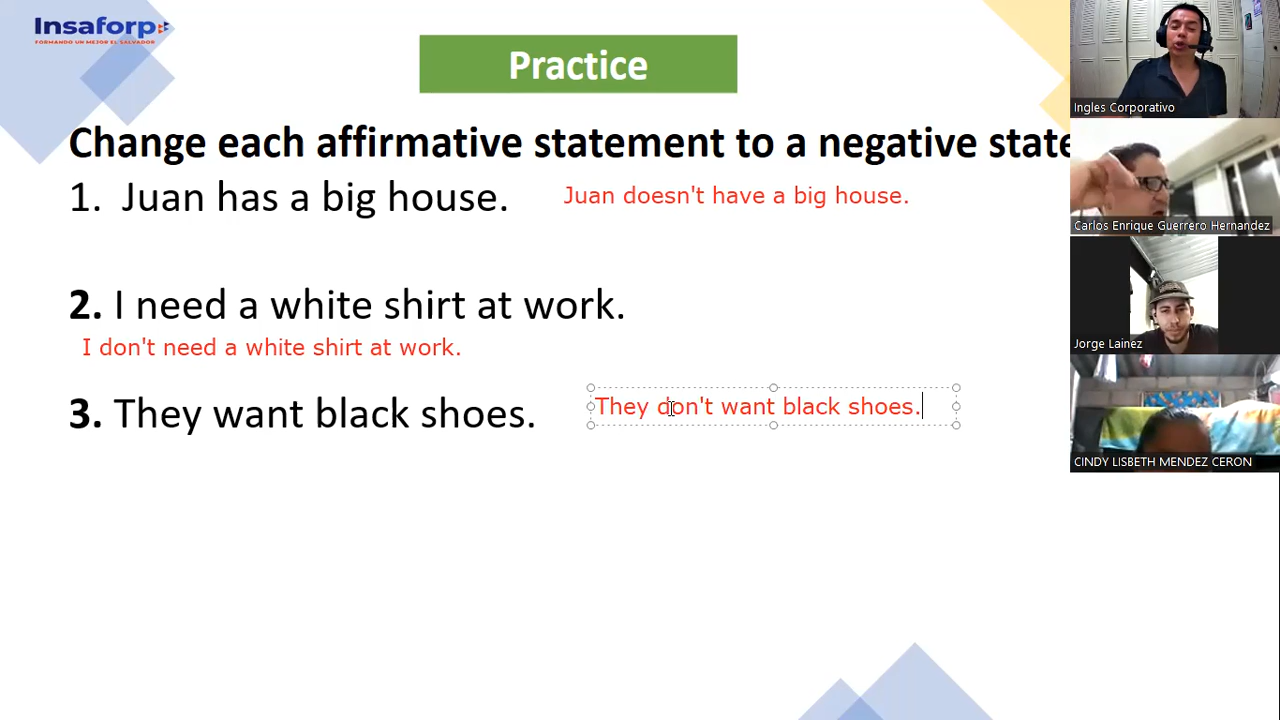 Insaforp
FORMANDO UN MEJOR EL SALVADOR
Practice
Change each affirmative statement to a negative state
1. Juan has a big house.
Juan doesn't have a big house.
2. I need a white shirt at work.
I don't need a white shirt at work.
3. They want black shoes.
They don't want black shoes.
Ingles Corporativo
Carlos Enrique Guerrero Hernandez
Jorge Lainez
CINDY LISBETH MENDEZ CERON